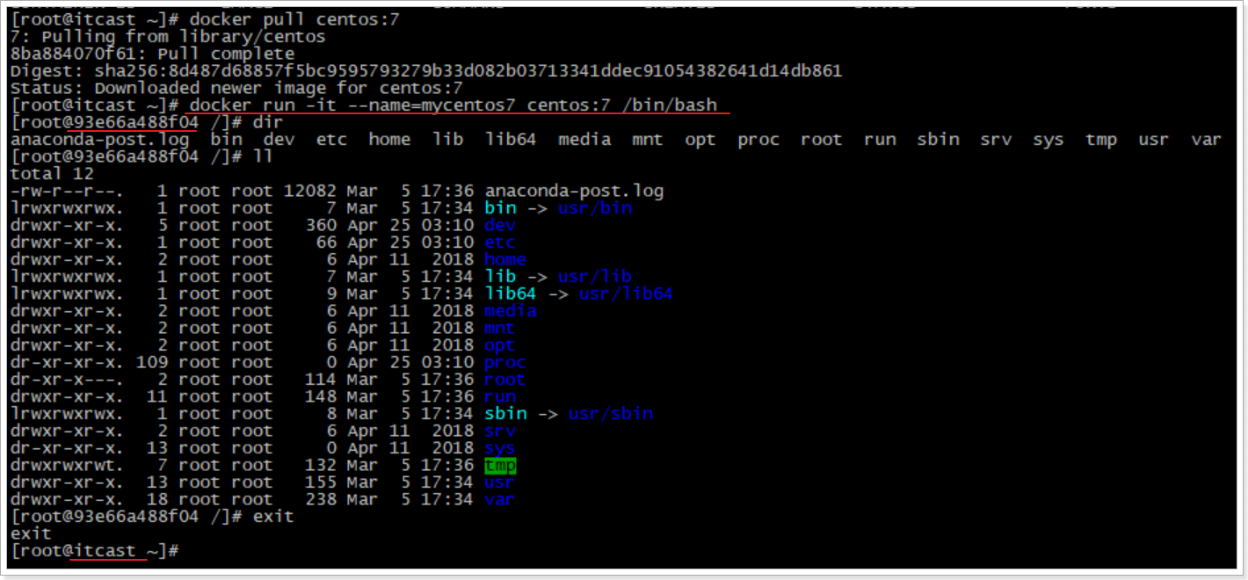 [root@itcast ~]# docker pull centos:7
7: Pulling from library/centos
8ba884070f61: Pull complete
Digest: sha256:8d487d68857f5bc9595793279b33d082b03713341ddec91054382641d14db861
Status: Downloaded newer image for centos:7
[root@itcast ~]# docker run -it --name=mycentos7 centos:7 /bin/bash
[root@93e66a488f04 /]# dir
anaconda-post.log  bin  dev  etc  home  lib  lib64  media  mnt  opt  proc  root  run  sbin  srv  sys  tmp  usr  var
[root@93e66a488f04 /]# ll
total 12
-rw-r--r--.   1 root root 12082 Mar  5 17:36 anaconda-post.log
lrwxrwxrwx.   1 root root     7 Mar  5 17:34 bin -> usr/bin
drwxr-xr-x.   5 root root   360 Apr 25 03:10 dev
drwxr-xr-x.   1 root root    66 Apr 25 03:10 etc
drwxr-xr-x.   2 root root     6 Apr 11  2018 home
lrwxrwxrwx.   1 root root     7 Mar  5 17:34 lib -> usr/lib
lrwxrwxrwx.   1 root root     9 Mar  5 17:34 lib64 -> usr/lib64
drwxr-xr-x.   2 root root     6 Apr 11  2018 media
drwxr-xr-x.   2 root root     6 Apr 11  2018 mnt
drwxr-xr-x.   2 root root     6 Apr 11  2018 opt
dr-xr-xr-x. 109 root root     0 Apr 25 03:10 proc
dr-xr-x---.   2 root root   114 Mar  5 17:36 root
drwxr-xr-x.  11 root root   148 Mar  5 17:36 run
lrwxrwxrwx.   1 root root     8 Mar  5 17:34 sbin -> usr/sbin
drwxr-xr-x.   2 root root     6 Apr 11  2018 srv
dr-xr-xr-x.  13 root root     0 Apr 11  2018 sys
drwxrwxrwt.   7 root root   132 Mar  5 17:36 tmp
drwxr-xr-x.  13 root root   155 Mar  5 17:34 usr
drwxr-xr-x.  18 root root   238 Mar  5 17:34 var
[root@93e66a488f04 /]# exit
exit
[root@itcast ~]#